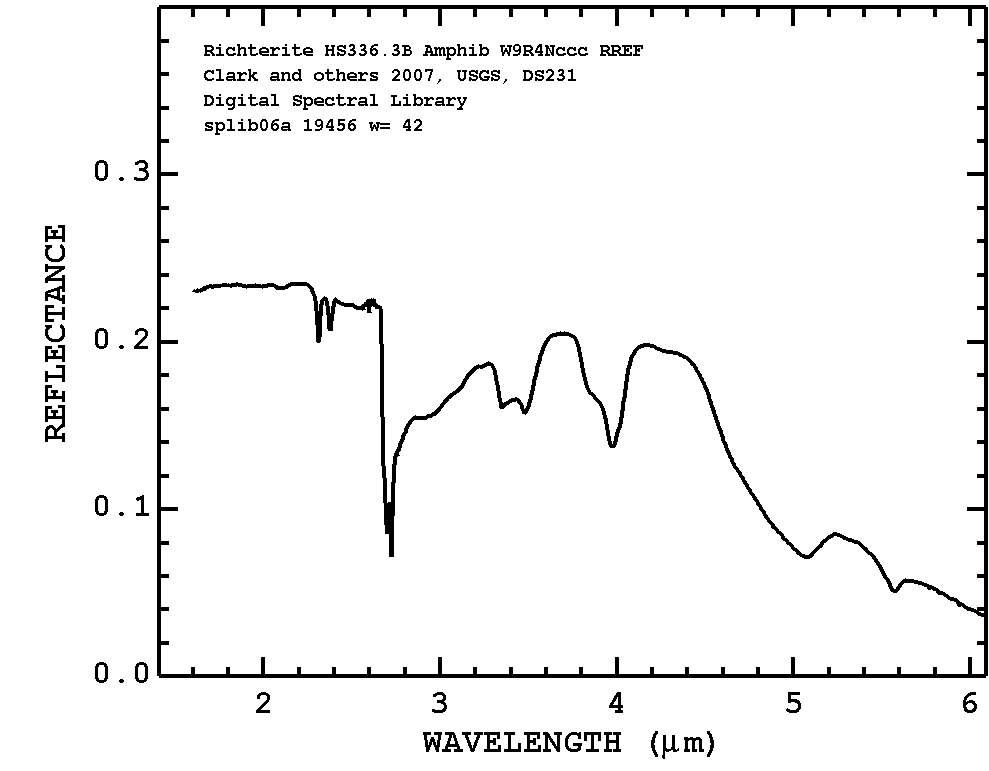 Richterite HS336.3B Amphib W9R4Nccc RREF
Clark and others 2007, USGS, DS231
Digital Spectral Library
splib06a 19456 w= 42
0.3
0.2
0.1
0.0
REFLECTANCE
2 3 4 5 6
WAVELENGTH (μm)